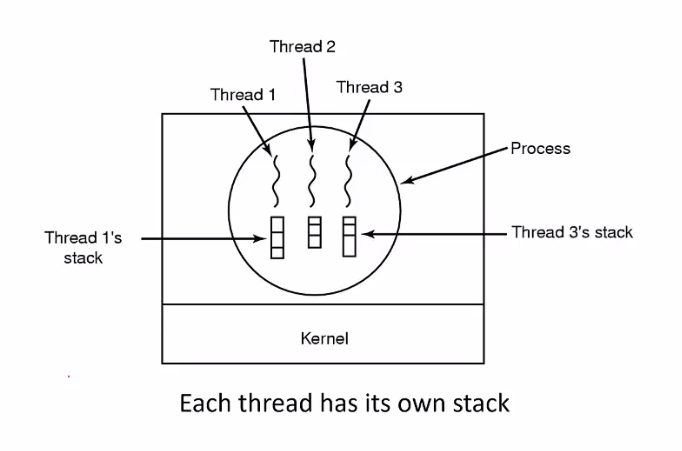 Thread 2
Thread 1
Thread 3
Process
Thread 1's
stack
Thread 3's stack
Kernel
Each thread has its own stack